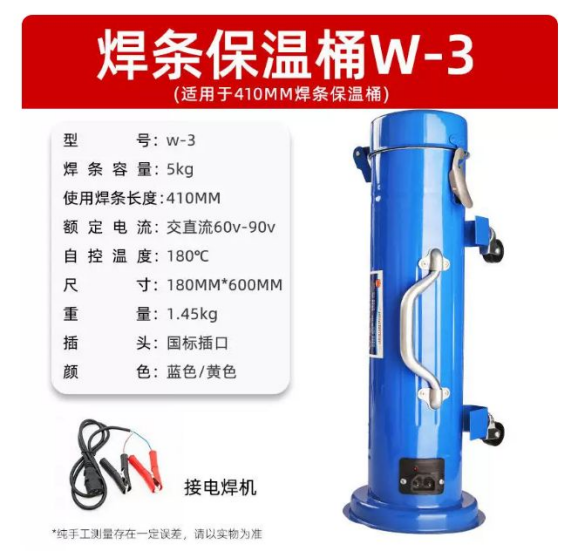 焊条保温桶W-3
(适用于410MM焊条保温桶)
型号：w-3
焊条容量：5kg
使用焊条长度:410MM
额定电流：交直流60v-90v
自控温度：180℃
尺寸：180MM*600MM
重量：1.45kg
插头：国标插口
颜色：蓝色/黄色
接电焊机
*纯手工测量存在一定误差，请以实物为准